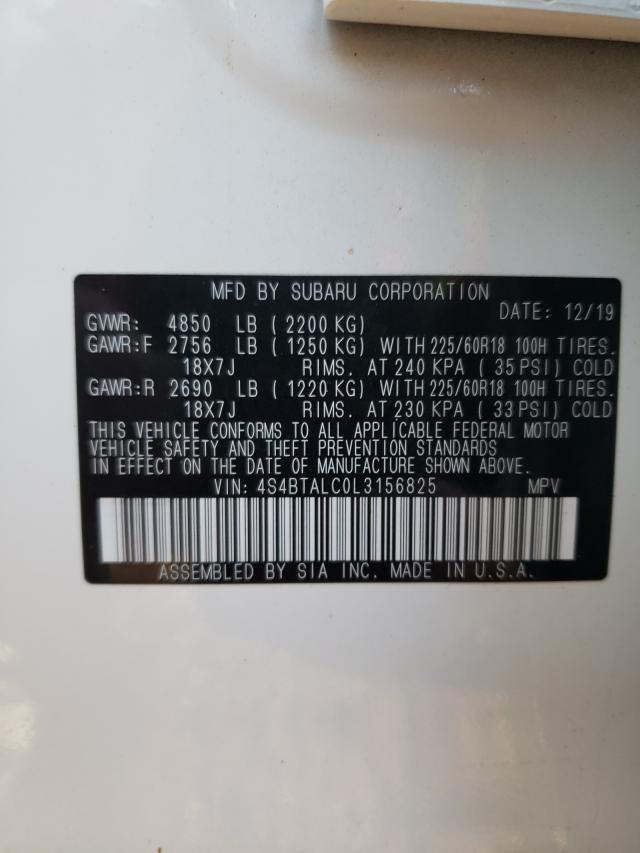 MFD BY SUBARU CORPORATION
DATE: 12/19
GVWR: 4850 LB ( 2200 KG)
GAWR:F 2756 LB ( 1250 KG) WITH 225/60R18 100H TIRES.
18X7J RIMS. AT 240 KPA ( 35 PSI) COLD
GAWR:R 2690 LB ( 1220 KG) WITH 225/60R18 100H TIRES.
18X7J RIMS. AT 230 KPA ( 33 PSI) COLD
THIS VEHICLE CONFORMS TO ALL APPLICABLE FEDERAL MOTOR
VEHICLE SAFETY AND THEFT PREVENTION STANDARDS
IN EFFECT ON THE DATE OF MANUFACTURE SHOWN ABOVE.
VIN: 4S4BTALC0L3156825 MPV
ASSEMBLED BY SIA INC. MADE IN U.S.A.